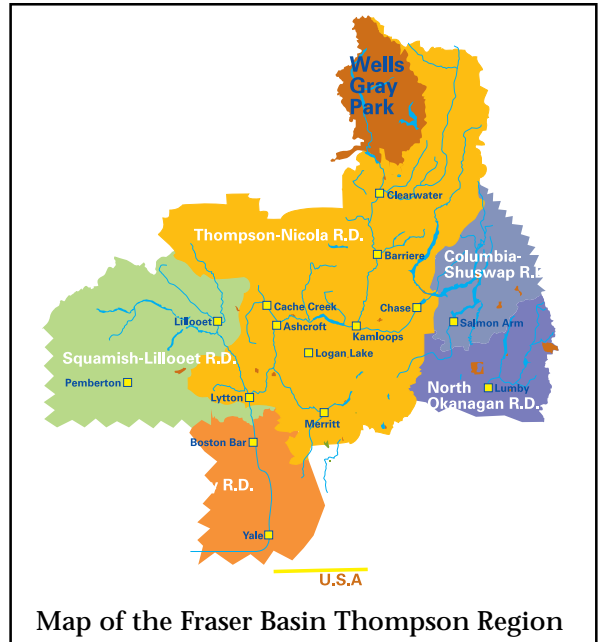 Wells
Gray
Park
Clearwater
Thompson-Nicola R.D.
Barriere
Columbia-
Shuswap R.D.
Cache Creek
Chase
Lillooet
Ashcroft
Kamloops
Salmon Arm
Logan Lake
Squamish-Lillooet R.D.
Pemberton
North
Okanagan R.D.
Lumby
Lytton
Merritt
Boston Bar
y R.D.
Yale
U.S.A
Map of the Fraser Basin Thompson Region